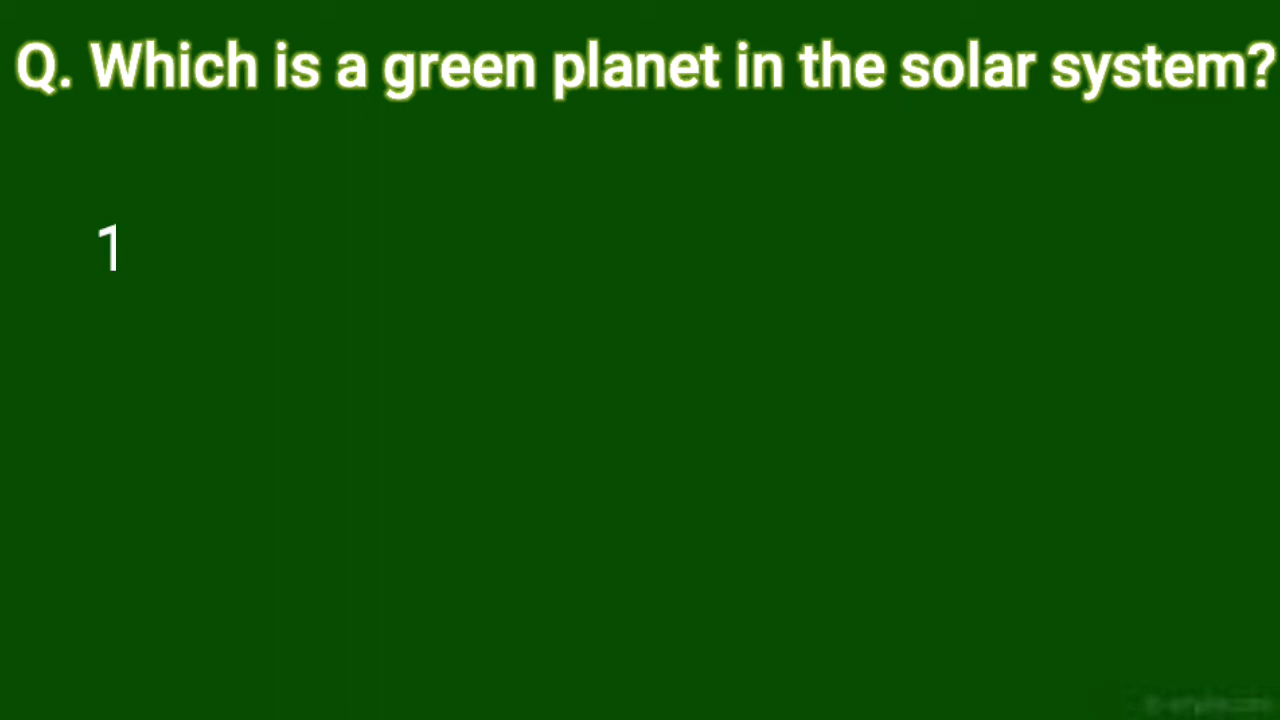 Q. Which is a green planet in the solar system?
1